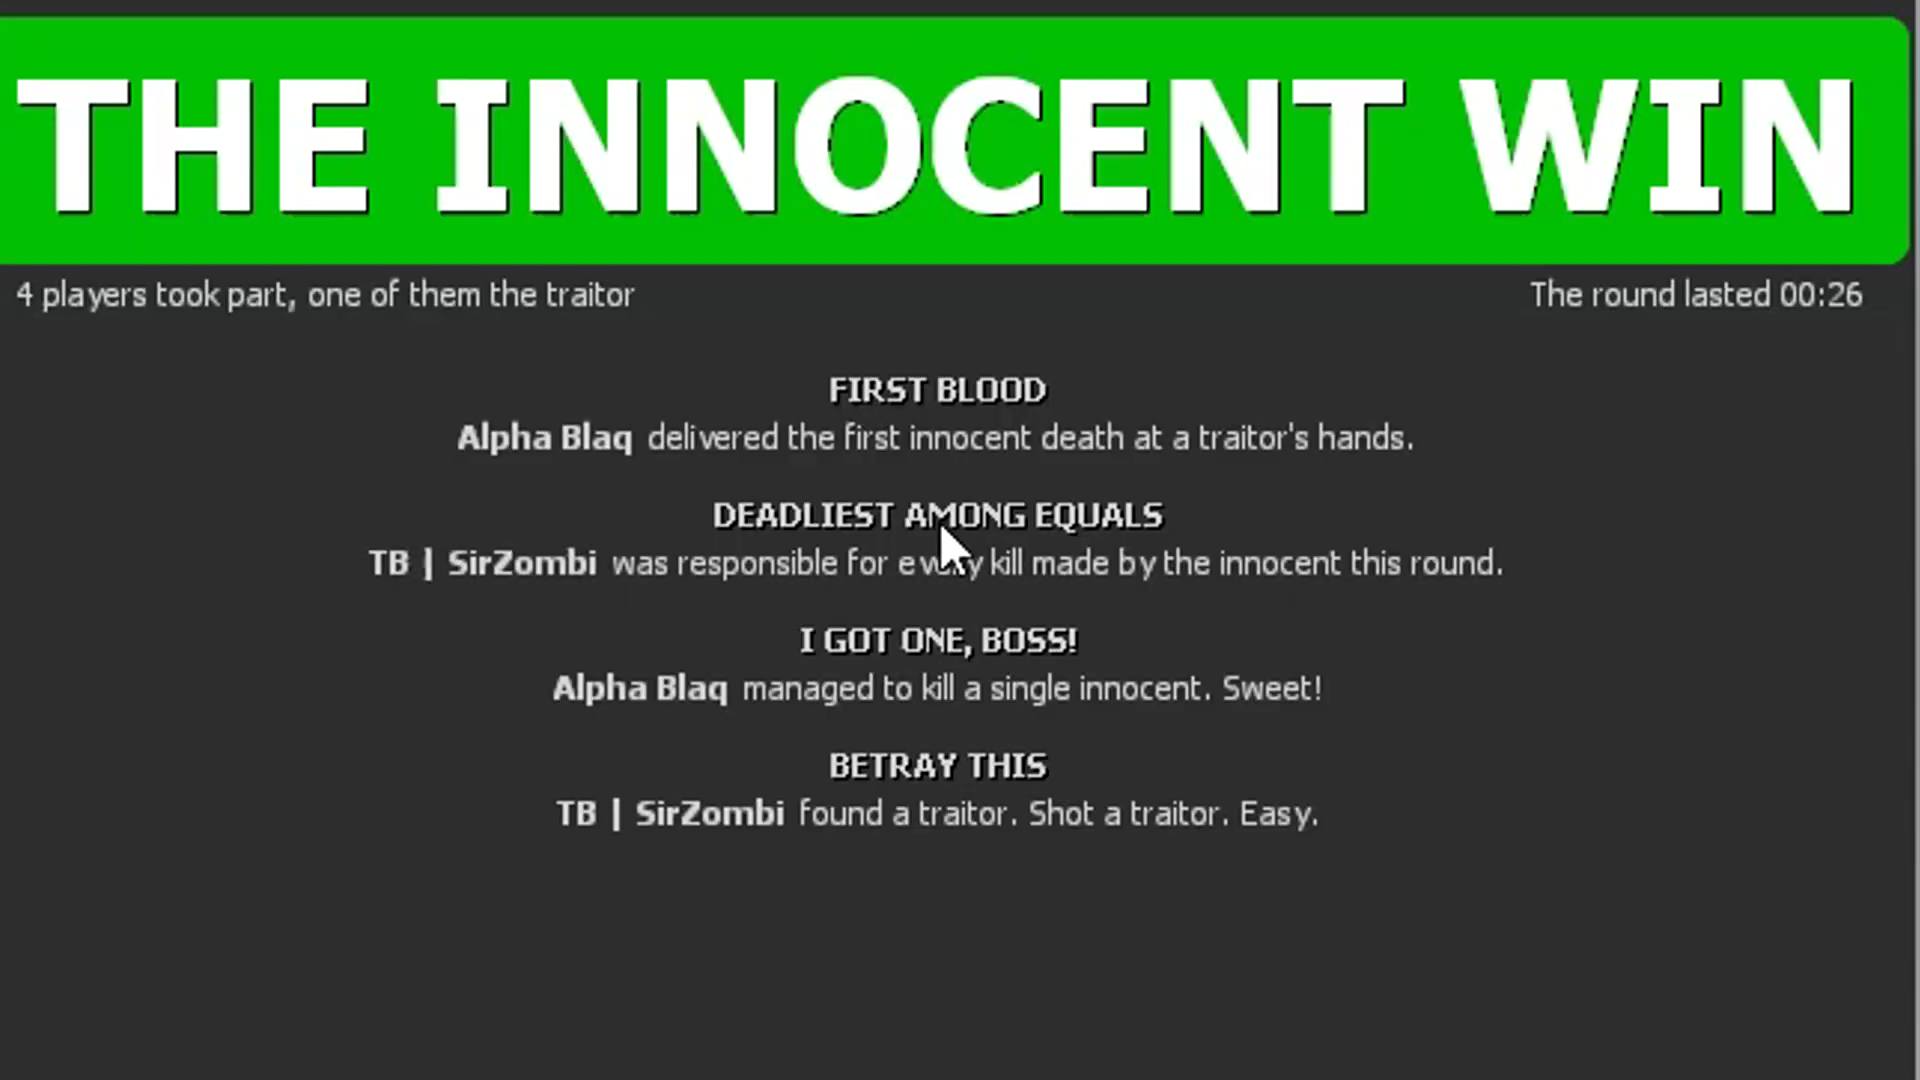 THE INNOCENT WIN
4 players took part, one of them the traitor
The round lasted 00:26
FIRST BLOOD
Alpha Blaq delivered the first innocent death at a traitor's hands.
DEADLIEST AMONG EQUALS
TB | SirZombi was responsible for every kill made by the innocent this round.
I GOT ONE, BOSS!
Alpha Blaq managed to kill a single innocent. Sweet!
BETRAY THIS
TB | SirZombi found a traitor. Shot a traitor. Easy.